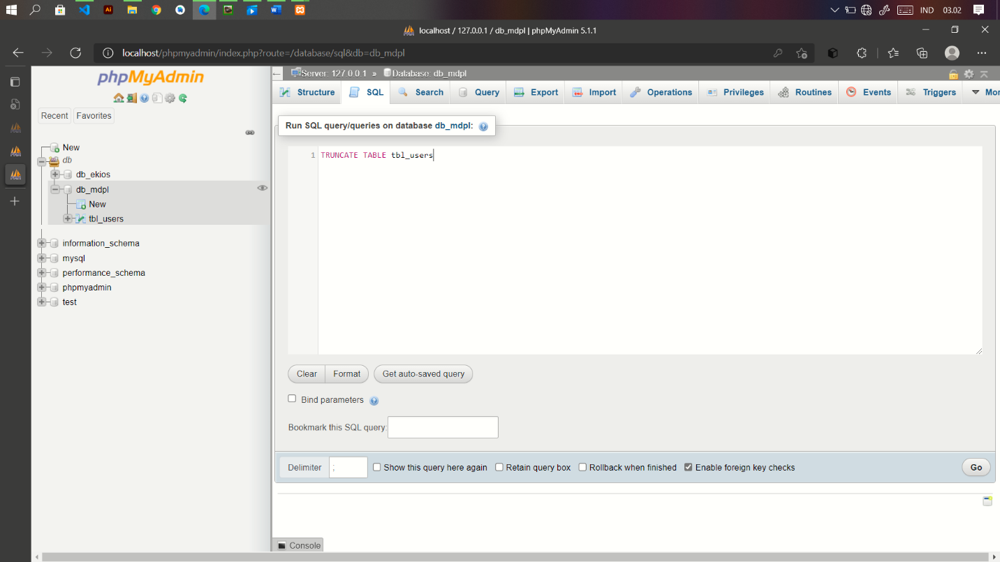 IND 03.02
localhost / 127.0.0.1 / db_mdpl | phpMyAdmin 5.1.1
localhost/phpmyadmin/index.php?route=/database/sql&db=db_mdpl
phpMyAdmin
Recent Favorites
New
db
db_ekios
db_mdpl
New
tbl_users
information_schema
mysql
performance_schema
phpmyadmin
test
Server: 127.0.0.1 » Database: db_mdpl
Structure SQL Search Query Export Import Operations Privileges Routines Events Triggers Mor
Run SQL query/queries on database db_mdpl:
1 TRUNCATE TABLE tbl_users
Clear Format Get auto-saved query
Bind parameters
Bookmark this SQL query:
Delimiter ; Show this query here again Retain query box Rollback when finished Enable foreign key checks Go
Console